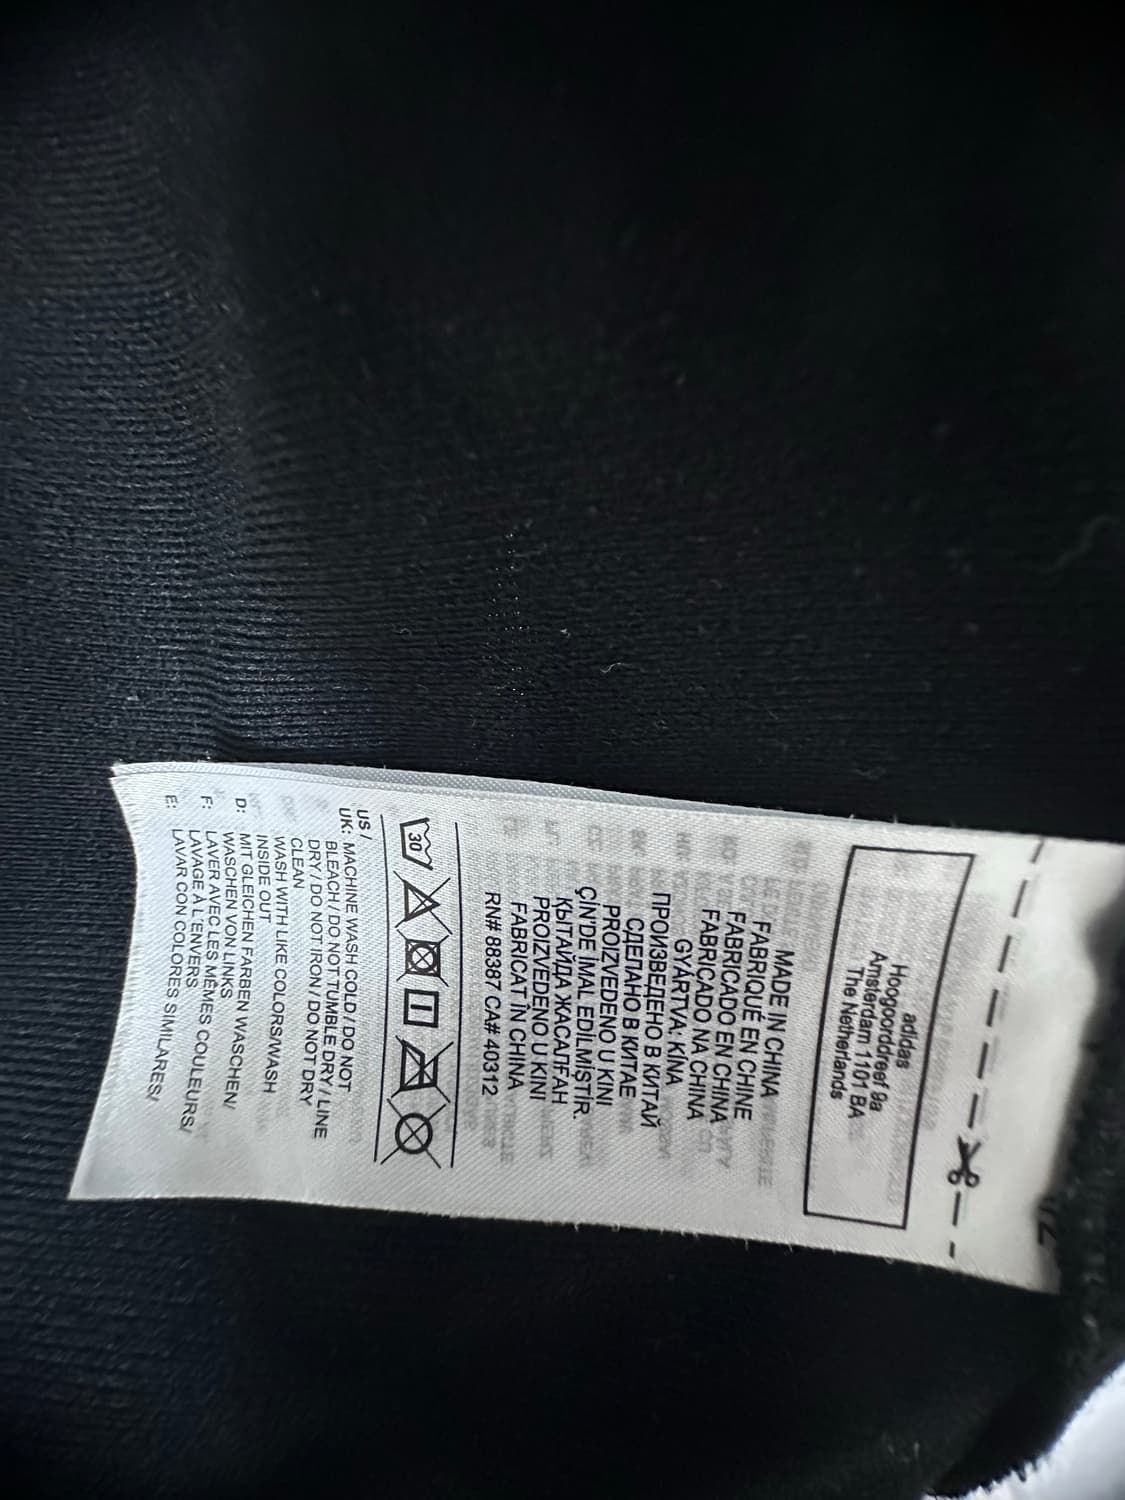 adidas
Hoogoorddreef 9a
Amsterdam 1101 BA
The Netherlands
MADE IN CHINA
FABRIQUÉ EN CHINE
FABRICADO EN CHINA
FABRICADO NA CHINA
GYÁRTVA: KÍNA
ПРОИЗВЕДЕНО В КИТАЙ
СДЕЛАНО В КИТАЕ
PROIZVEDENO U KINI
ÇİN'DE İMAL EDİLMİŞTİR.
ҚЫТАЙДА ЖАСАЛҒАН
PROIZVEDENO U KINI
FABRICAT ÎN CHINA
RN# 88387 CA# 40312
30
US /
UK: MACHINE WASH COLD / DO NOT
BLEACH / DO NOT TUMBLE DRY / LINE
DRY / DO NOT IRON / DO NOT DRY
CLEAN
WASH WITH LIKE COLORS/WASH
INSIDE OUT
D: MIT GLEICHEN FARBEN WASCHEN/
WASCHEN VON LINKS
F: LAVER AVEC LES MÊMES COULEURS/
LAVAGE À L'ENVERS
E: LAVAR CON COLORES SIMILARES/